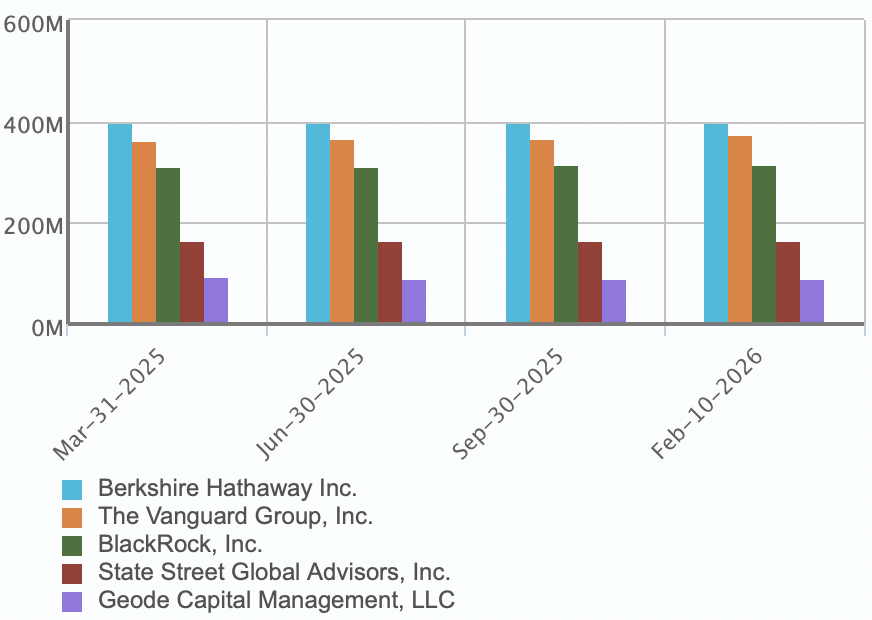 600M
400M
200M
0M
Mar-31-2025
Jun-30-2025
Sep-30-2025
Feb-10-2026
Berkshire Hathaway Inc.
The Vanguard Group, Inc.
BlackRock, Inc.
State Street Global Advisors, Inc.
Geode Capital Management, LLC